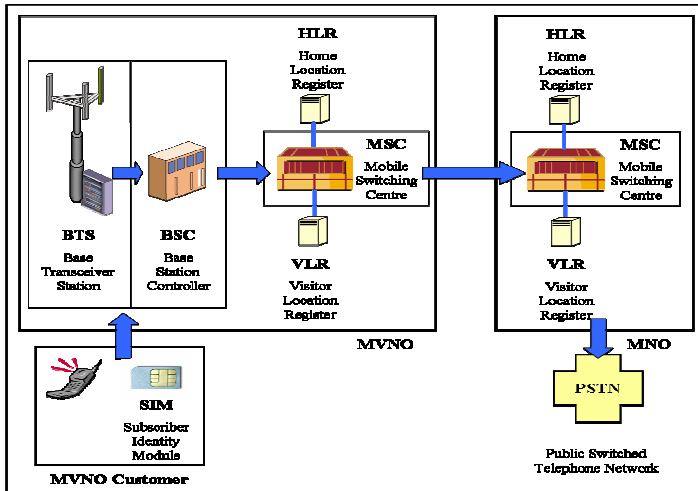 HLR
Home
Location
Register
MSC
Mobile
Switching
Centre
BTS
Base
Transceiver
Station
BSC
Base
Station
Controller
VLR
Visitor
Location
Register
MVNO
HLR
Home
Location
Register
MSC
Mobile
Switching
Centre
VLR
Visitor
Location
Register
MNO
SIM
Subscriber
Identity
Module
MVNO Customer
PSTN
Public Switched
Telephone Network